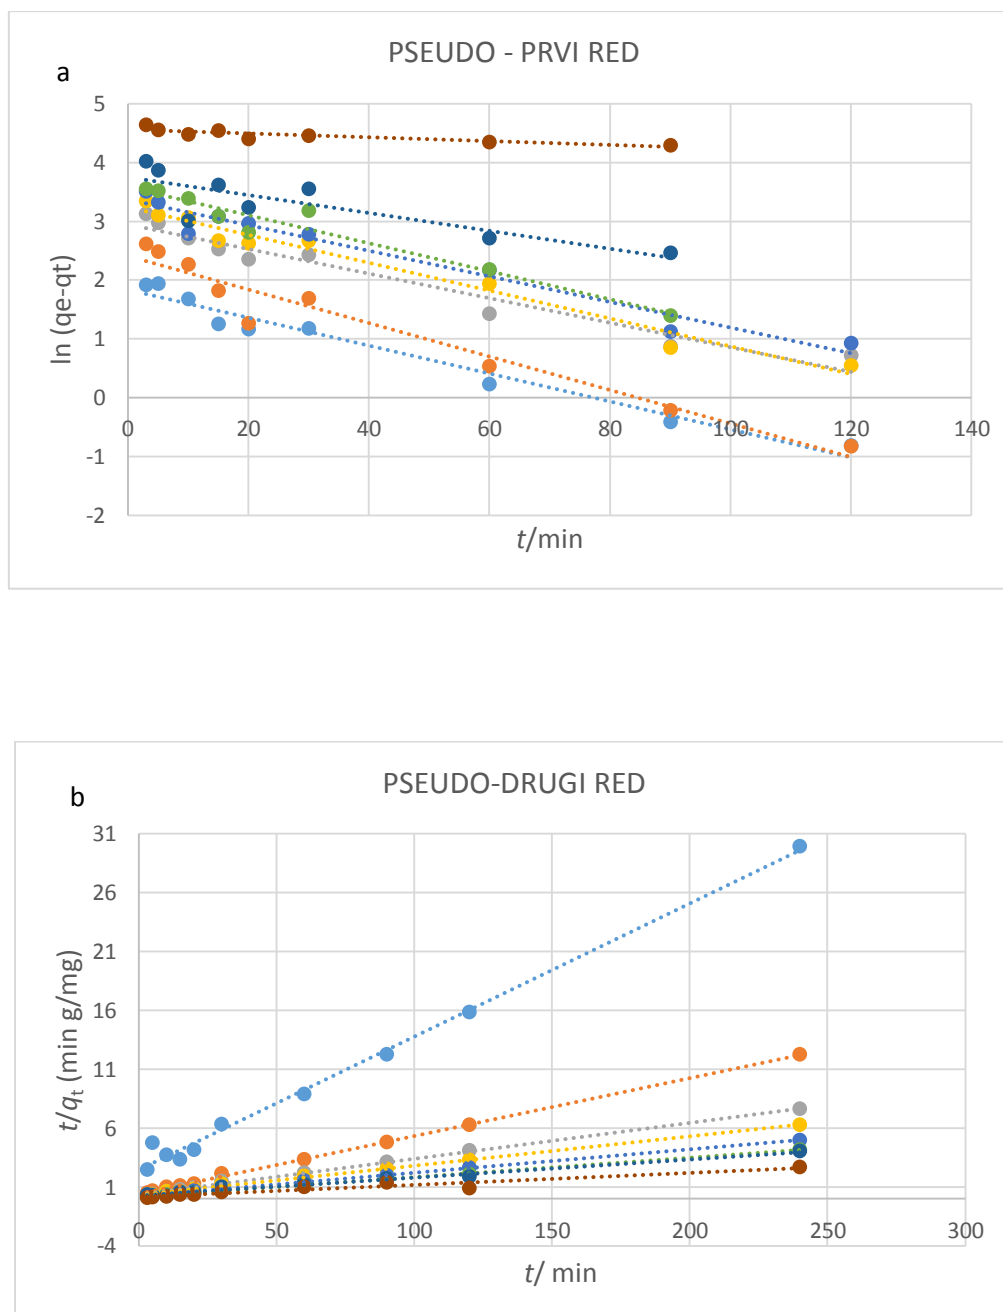 PSEUDO - PRVI RED
a
5
4
3
2
1
0
-1
-2
ln (qe-qt)
0 20 40 60 80 100 120 140
t/min
PSEUDO-DRUGI RED
b
31
26
21
16
11
6
1
-4
t/qt (min g/mg)
0 50 100 150 200 250 300
t/ min